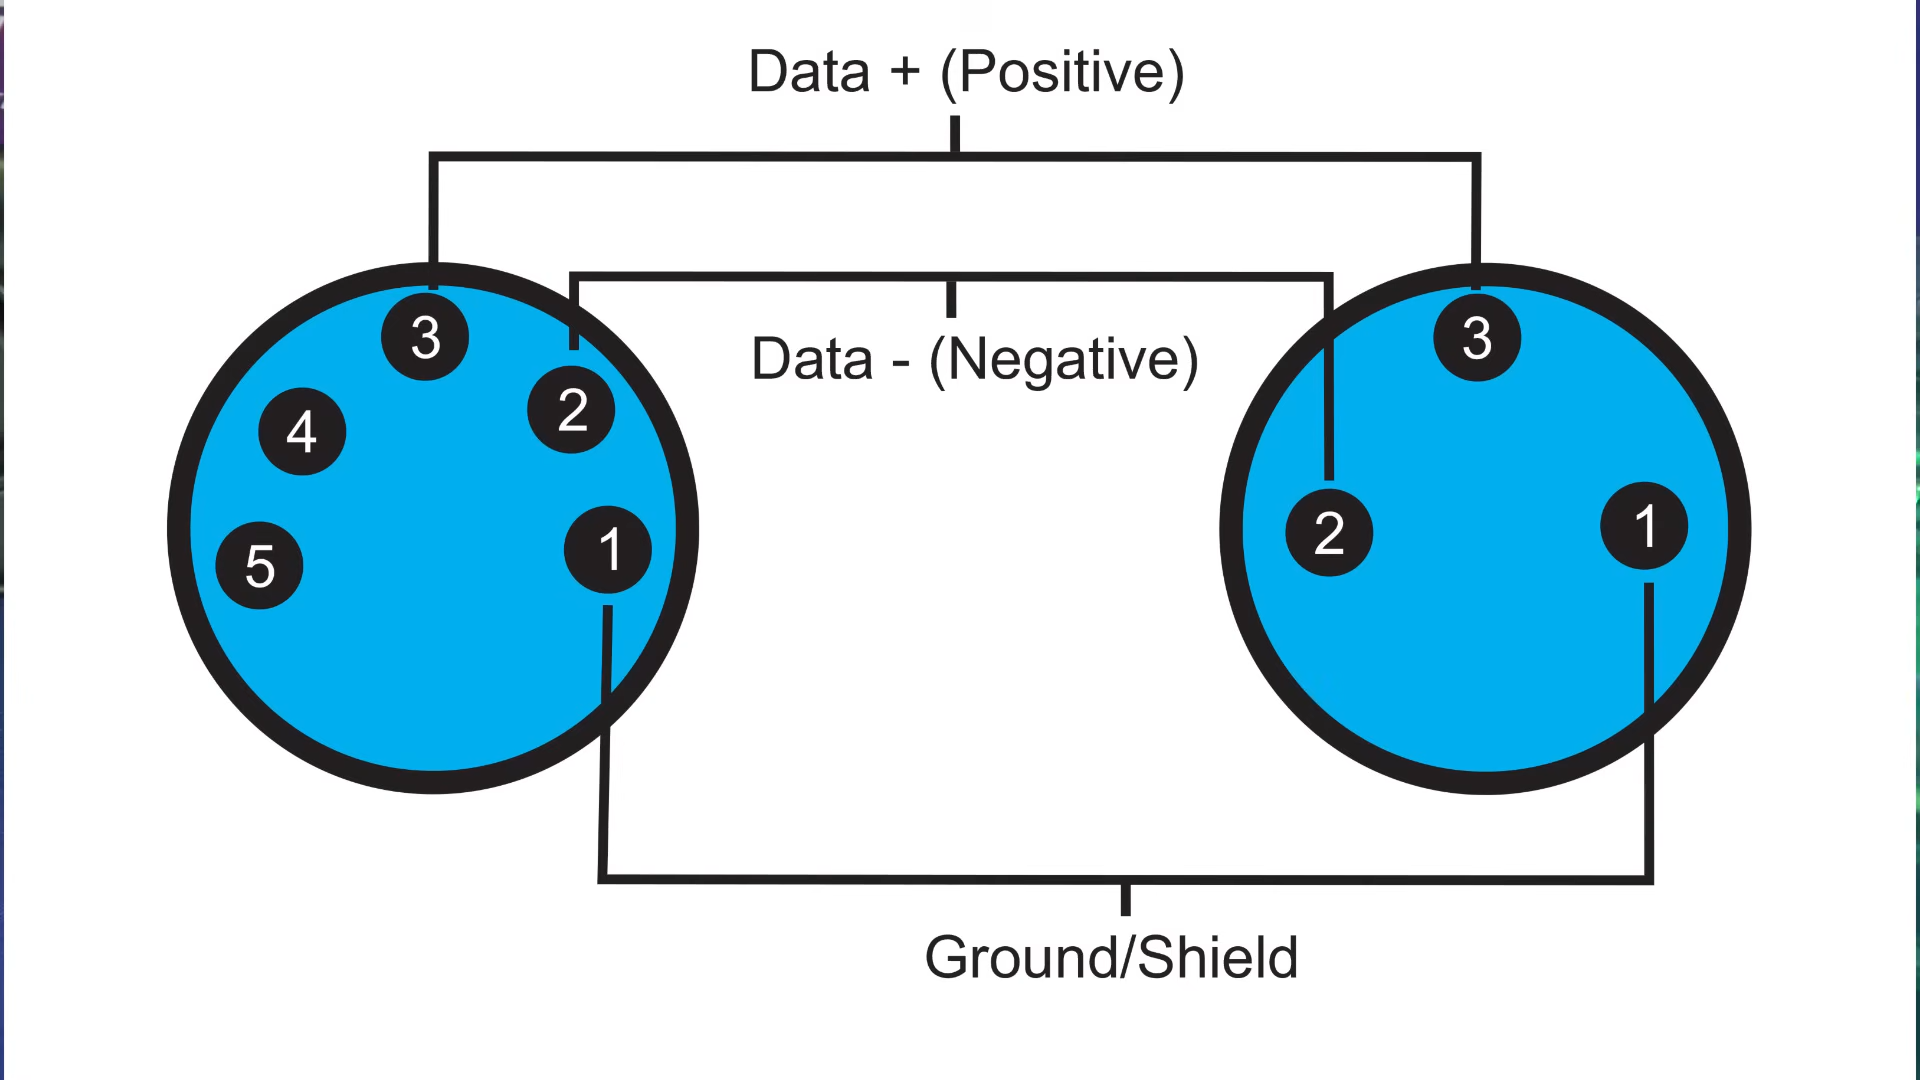 Data + (Positive)
Data - (Negative)
3
4
2
5
1
3
2
1
Ground/Shield